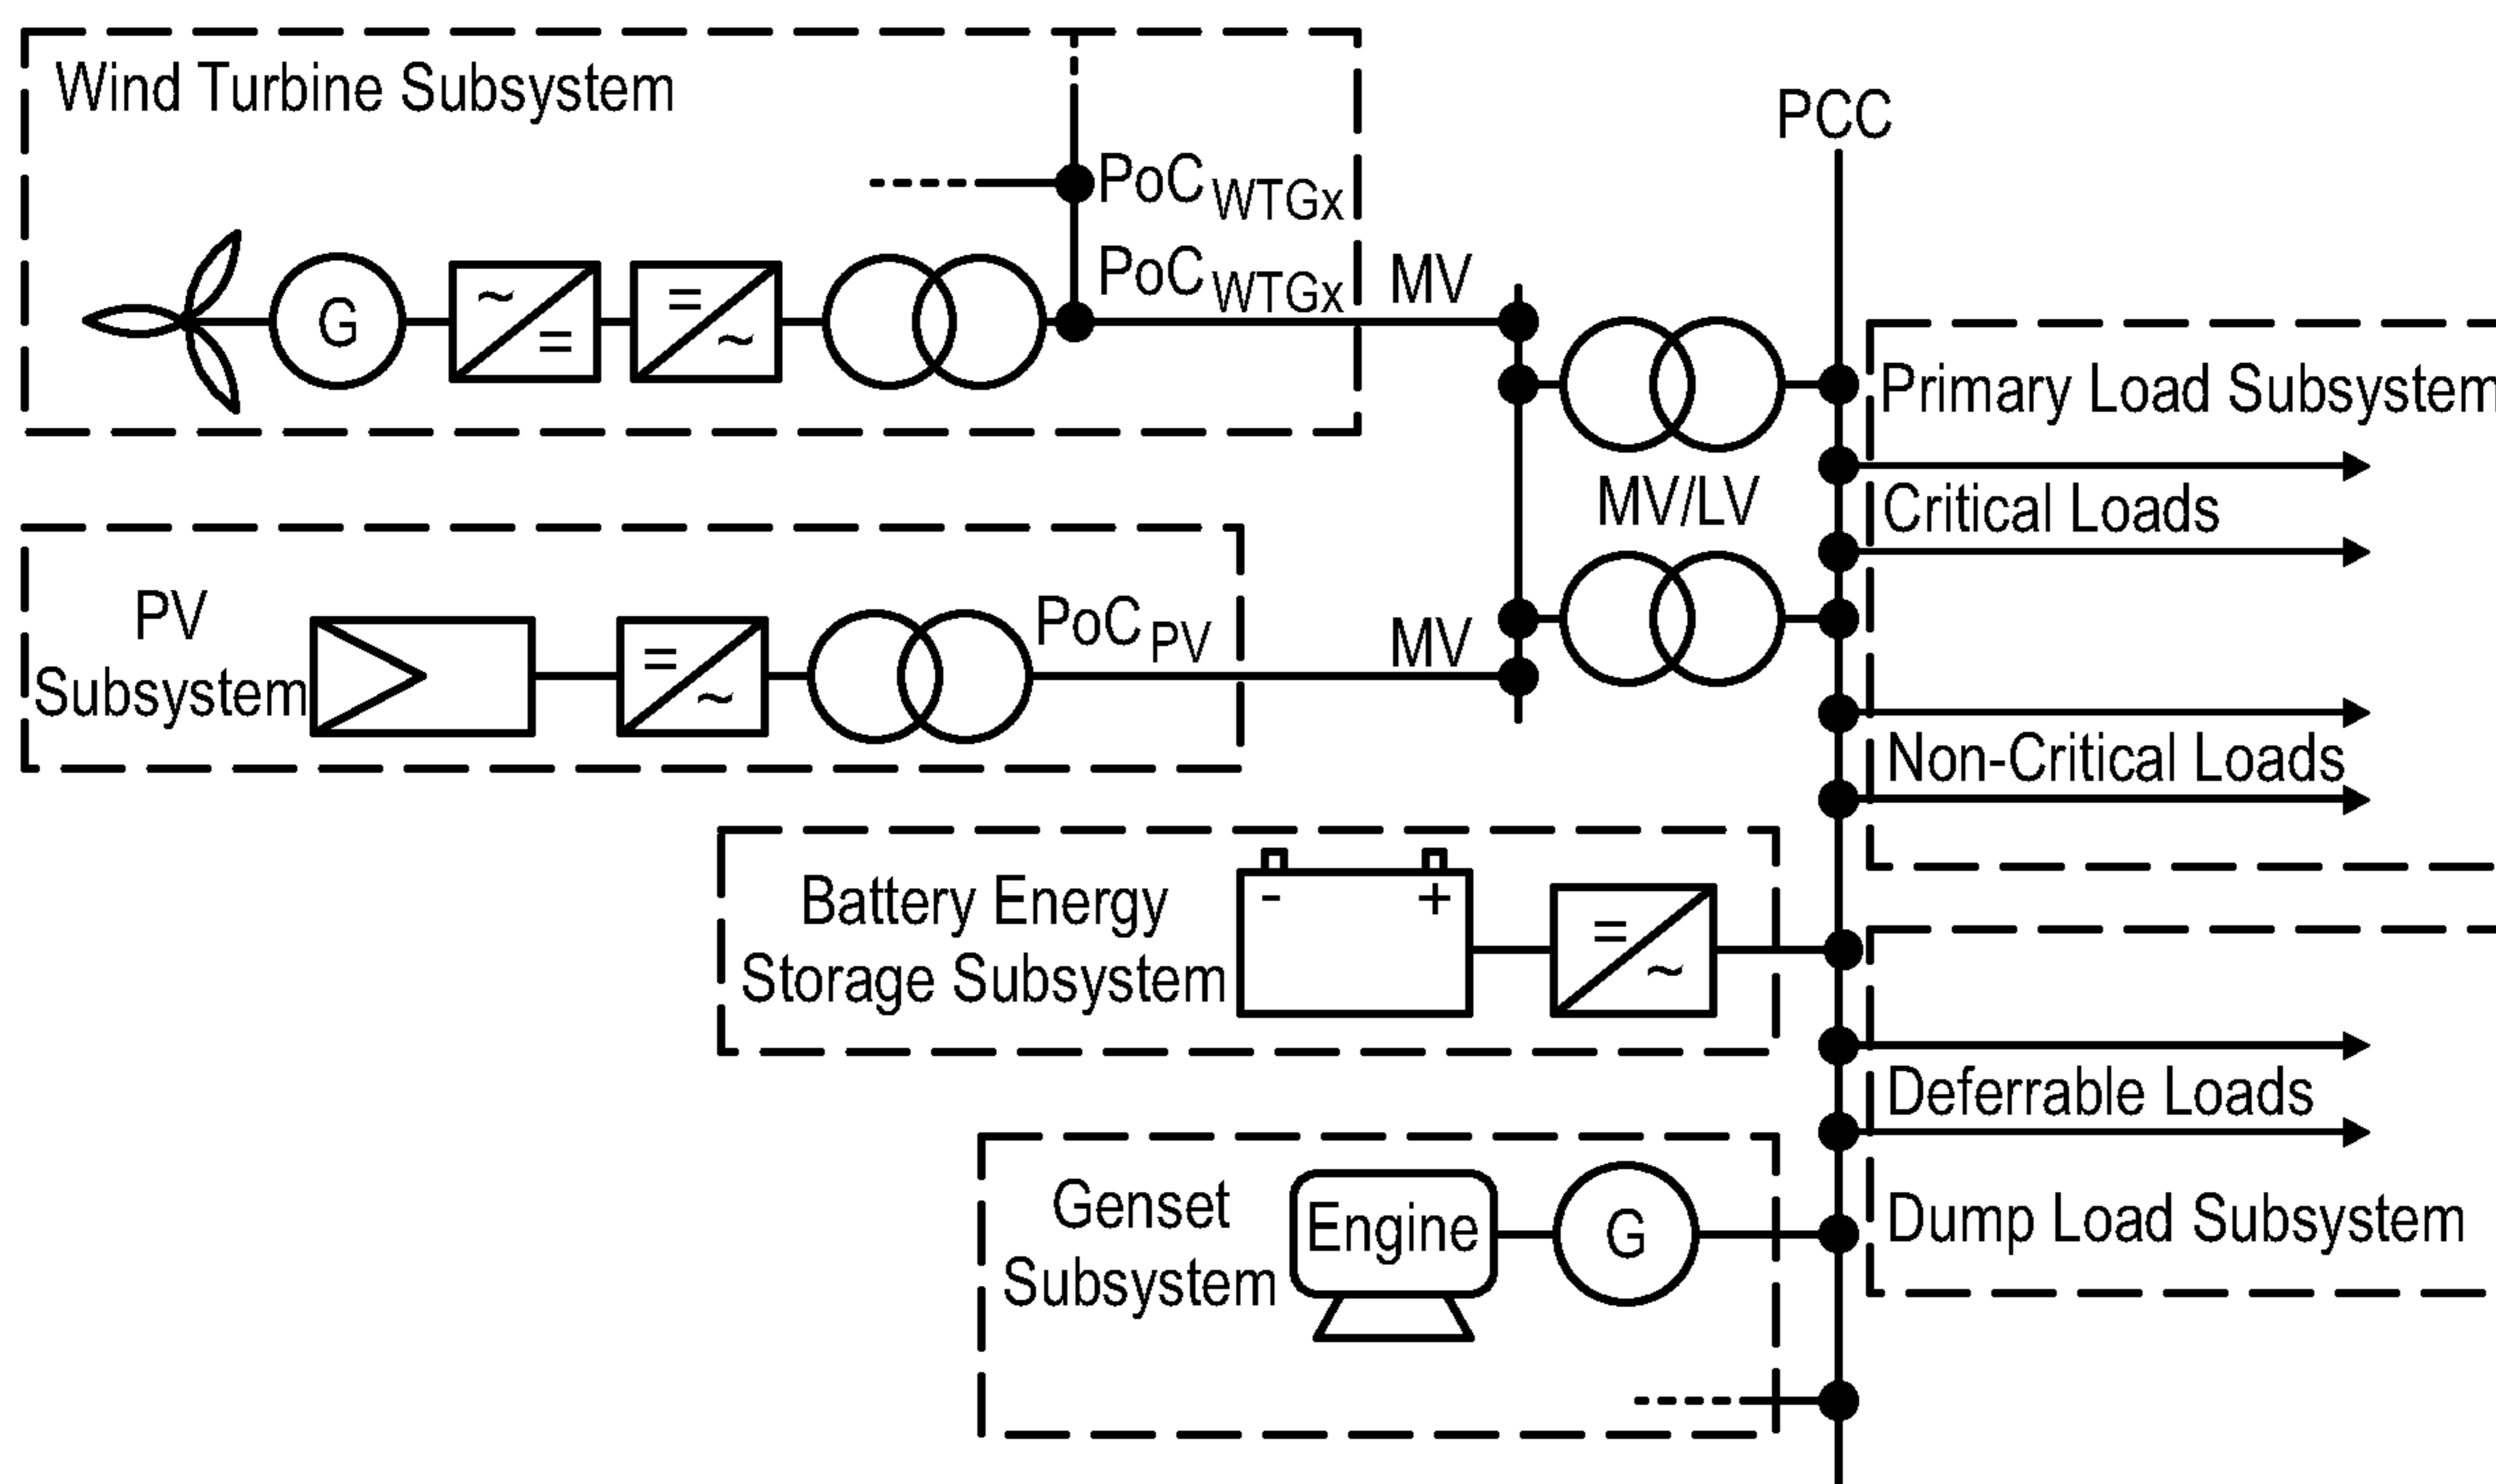 Wind Turbine Subsystem
PCC
PoC WTGx
PoC WTGx
MV
G
~
=
=
~
Primary Load Subsystem
MV/LV
Critical Loads
PV
Subsystem
=
~
PoC PV
MV
Non-Critical Loads
Battery Energy
Storage Subsystem
- +
=
~
Deferrable Loads
Genset
Subsystem
Engine
G
Dump Load Subsystem